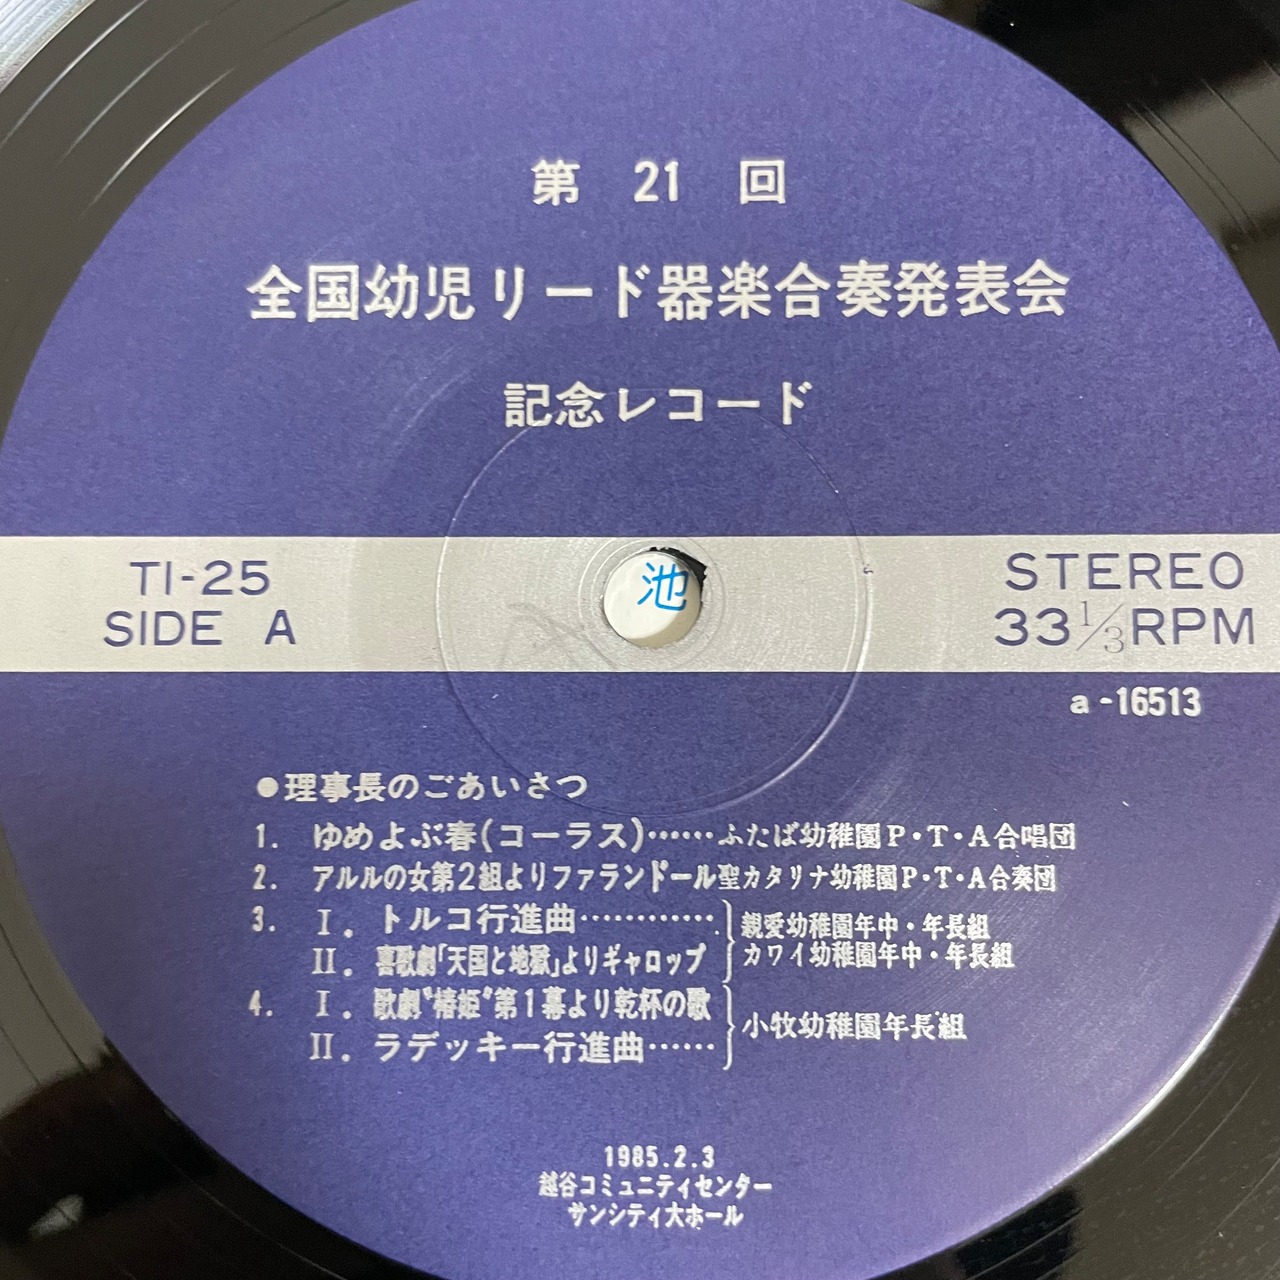 第 21 回
全国幼児リード器楽合奏発表会
記念レコード
TI-25
SIDE A
池
STEREO
33 1/3 RPM
a-16513
●理事長のごあいさつ
1. ゆめよぶ春(コーラス)……ふたば幼稚園P・T・A合唱団
2. アルルの女第2組よりファランドール聖カタリナ幼稚園P・T・A合奏団
3. I. トルコ行進曲…………
II. 喜歌劇「天国と地獄」よりギャロップ
親愛幼稚園年中・年長組
カワイ幼稚園年中・年長組
4. I. 歌劇"椿姫"第1幕より乾杯の歌
II. ラデッキー行進曲……
小牧幼稚園年長組
1985.2.3
越谷コミュニティセンター
サンシティ大ホール